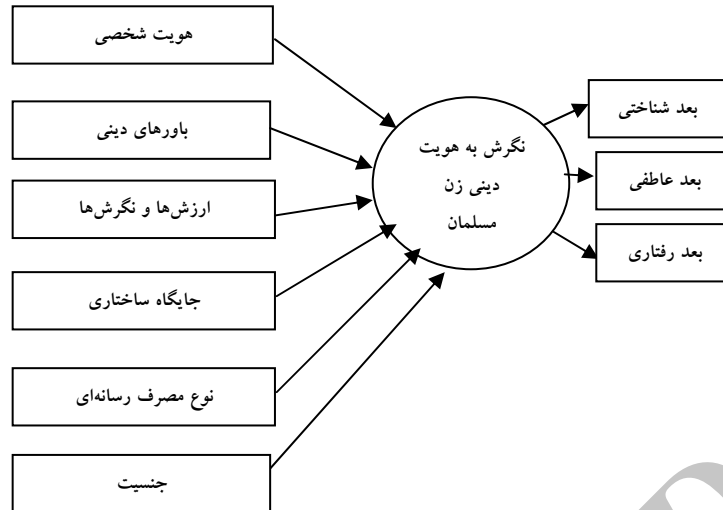 هویت شخصی
باورهای دینی
ارزش‌ها و نگرش‌ها
جایگاه ساختاری
نوع مصرف رسانه‌ای
جنسیت
نگرش به هویت
دینی زن
مسلمان
بعد شناختی
بعد عاطفی
بعد رفتاری